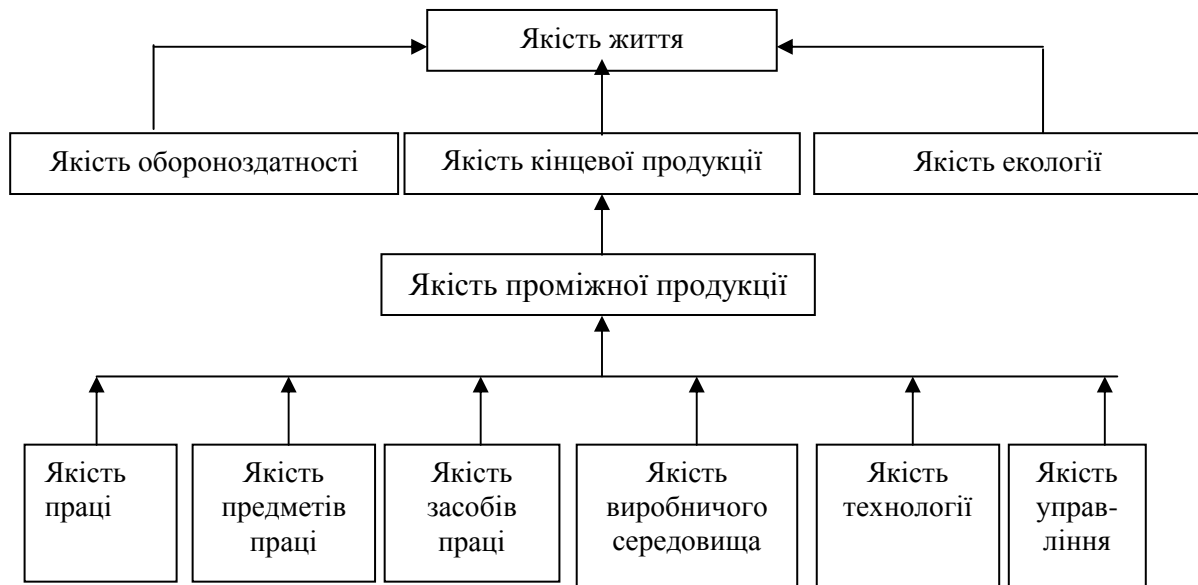 Якість життя
Якість обороноздатності
Якість кінцевої продукції
Якість екології
Якість проміжної продукції
Якість
праці
Якість
предметів
праці
Якість
засобів
праці
Якість
виробничого
середовища
Якість
технології
Якість
управ-
ління